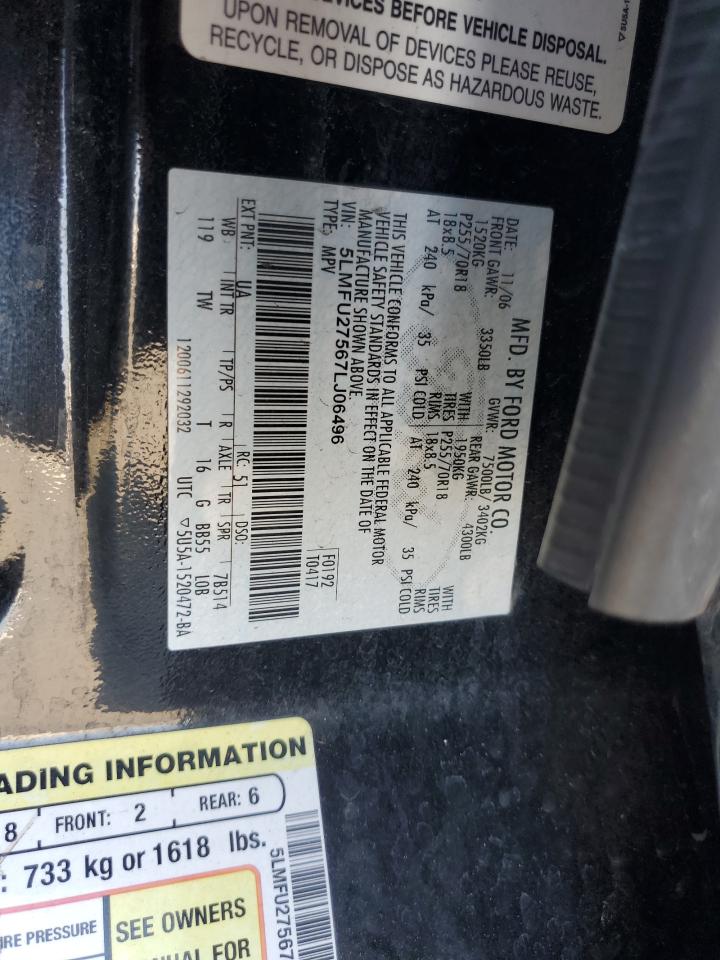 DEVICES BEFORE VEHICLE DISPOSAL.
UPON REMOVAL OF DEVICES PLEASE REUSE,
RECYCLE, OR DISPOSE AS HAZARDOUS WASTE.
MFD. BY FORD MOTOR CO.
DATE: 11/06 GVWR: 7500LB/ 3402KG
FRONT GAWR: 3350LB REAR GAWR: 4300LB
1520KG WITH 1950KG WITH
P255/70R18 TIRES P255/70R18 TIRES
18x8.5 RIMS 18x8.5 RIMS
AT 240 kPa/ 35 PSI COLD AT 240 kPa/ 35 PSI COLD
THIS VEHICLE CONFORMS TO ALL APPLICABLE FEDERAL MOTOR
VEHICLE SAFETY STANDARDS IN EFFECT ON THE DATE OF
MANUFACTURE SHOWN ABOVE.
VIN: 5LMFU27567LJ06496
TYPE: MPV
F0192
T0417
EXT PNT: UA RC: 51 DSO:
WB INT TR TP/PS R AXLE TR SPR 7B514
119 TW T 16 G BB55 LOB
1200611292032 UTC ▽5U5A-1520472-BA
ADING INFORMATION
8 FRONT: 2 REAR: 6
: 733 kg or 1618 lbs.
IRE PRESSURE
SEE OWNERS
NUAL FOR
5LMFU27567